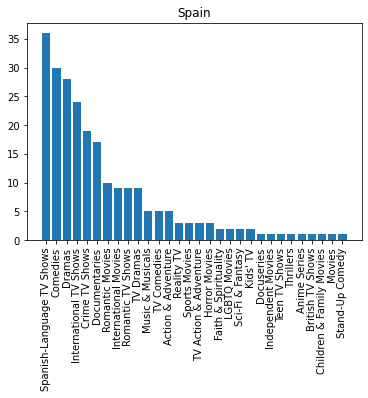 Spain
35
30
25
20
15
10
5
0
Spanish-Language TV Shows
Comedies
Dramas
International TV Shows
Crime TV Shows
Documentaries
Romantic Movies
International Movies
Romantic TV Shows
TV Dramas
Music & Musicals
TV Comedies
Action & Adventure
Reality TV
Sports Movies
TV Action & Adventure
Horror Movies
Faith & Spirituality
LGBTQ Movies
Sci-Fi & Fantasy
Kids' TV
Docuseries
Independent Movies
Teen TV Shows
Thrillers
Anime Series
British TV Shows
Children & Family Movies
Movies
Stand-Up Comedy